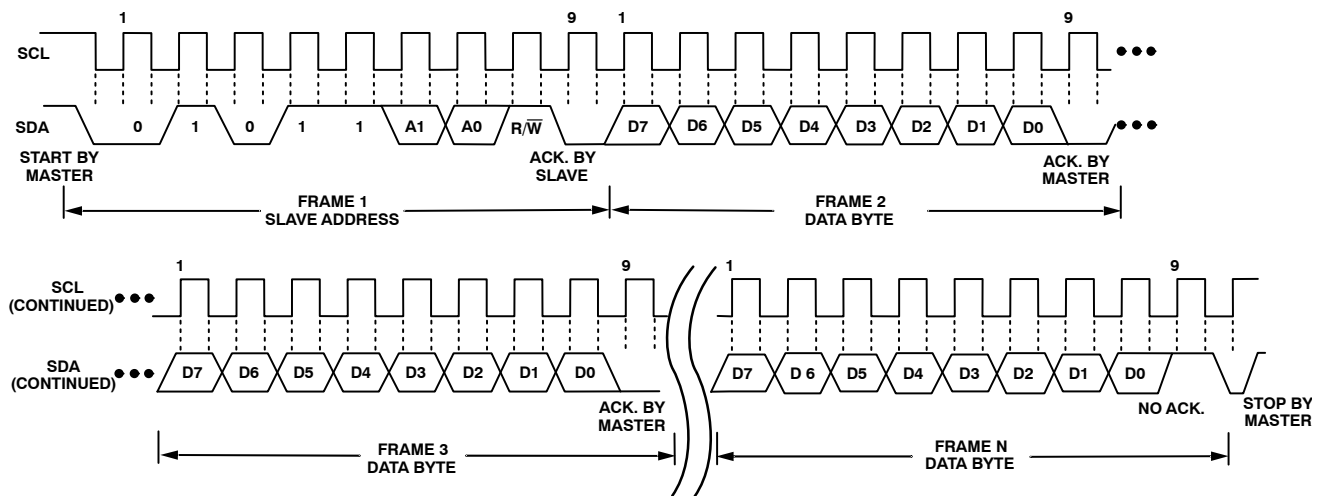 1 9 1 9
SCL
SDA 0 1 0 1 1 A1 A0 R/W̅ D7 D6 D5 D4 D3 D2 D1 D0
START BY
MASTER
ACK. BY
SLAVE
ACK. BY
MASTER
FRAME 1
SLAVE ADDRESS
FRAME 2
DATA BYTE
1 9 1 9
SCL
(CONTINUED)
SDA
(CONTINUED)
D7 D6 D5 D4 D3 D2 D1 D0 D7 D 6 D5 D4 D3 D2 D1 D0
ACK. BY
MASTER
NO ACK.
STOP BY
MASTER
FRAME 3
DATA BYTE
FRAME N
DATA BYTE